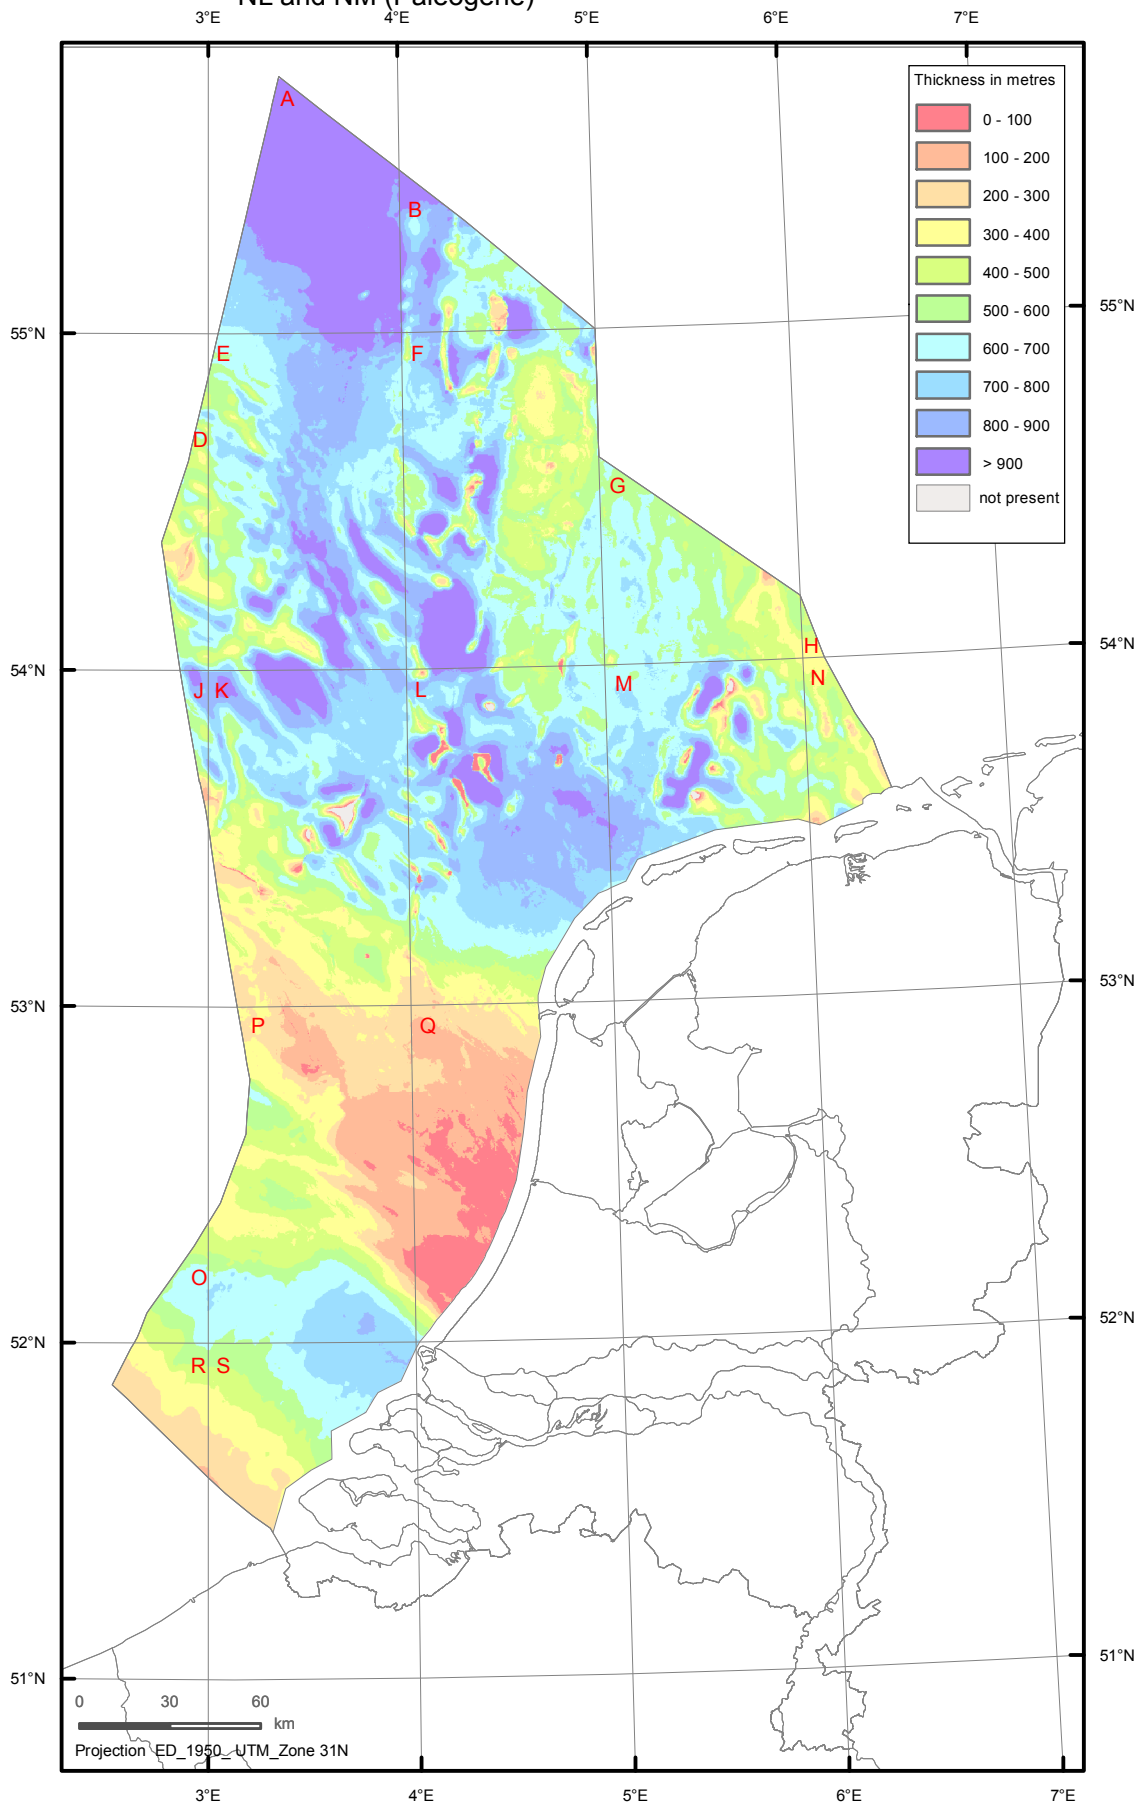 NL and NM (Paleogene)
3°E 4°E 5°E 6°E 7°E
Thickness in metres
0 - 100
100 - 200
200 - 300
300 - 400
400 - 500
500 - 600
600 - 700
700 - 800
800 - 900
> 900
not present
A
B
55°N 55°N
E F
D
G
H
54°N 54°N
J K L M N
53°N 53°N
P Q
O
52°N 52°N
R S
51°N 51°N
0 30 60
km
Projection ED_1950_UTM_Zone 31N
3°E 4°E 5°E 6°E 7°E